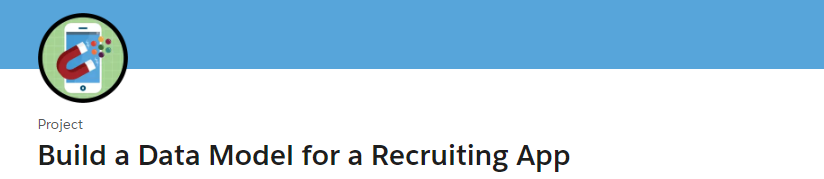 Project
Build a Data Model for a Recruiting App